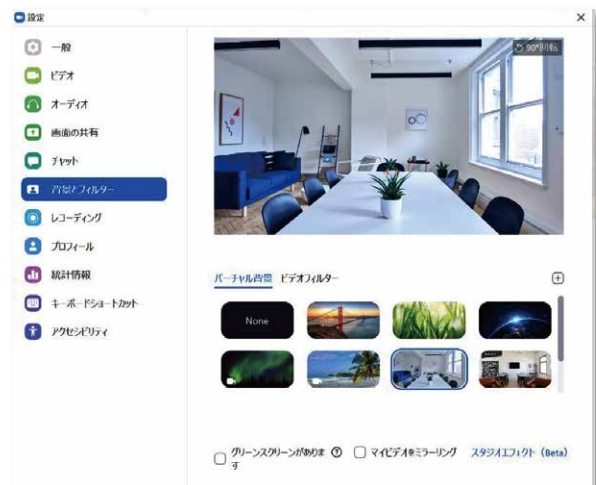 設定
一般
ビデオ
オーディオ
画面の共有
チャット
背景とフィルター
レコーディング
プロフィール
統計情報
キーボードショートカット
アクセシビリティ
90°回転
バーチャル背景 ビデオフィルター
None
グリーンスクリーンがありま
す
マイビデオをミラーリング
スタジオエフェクト (Beta)